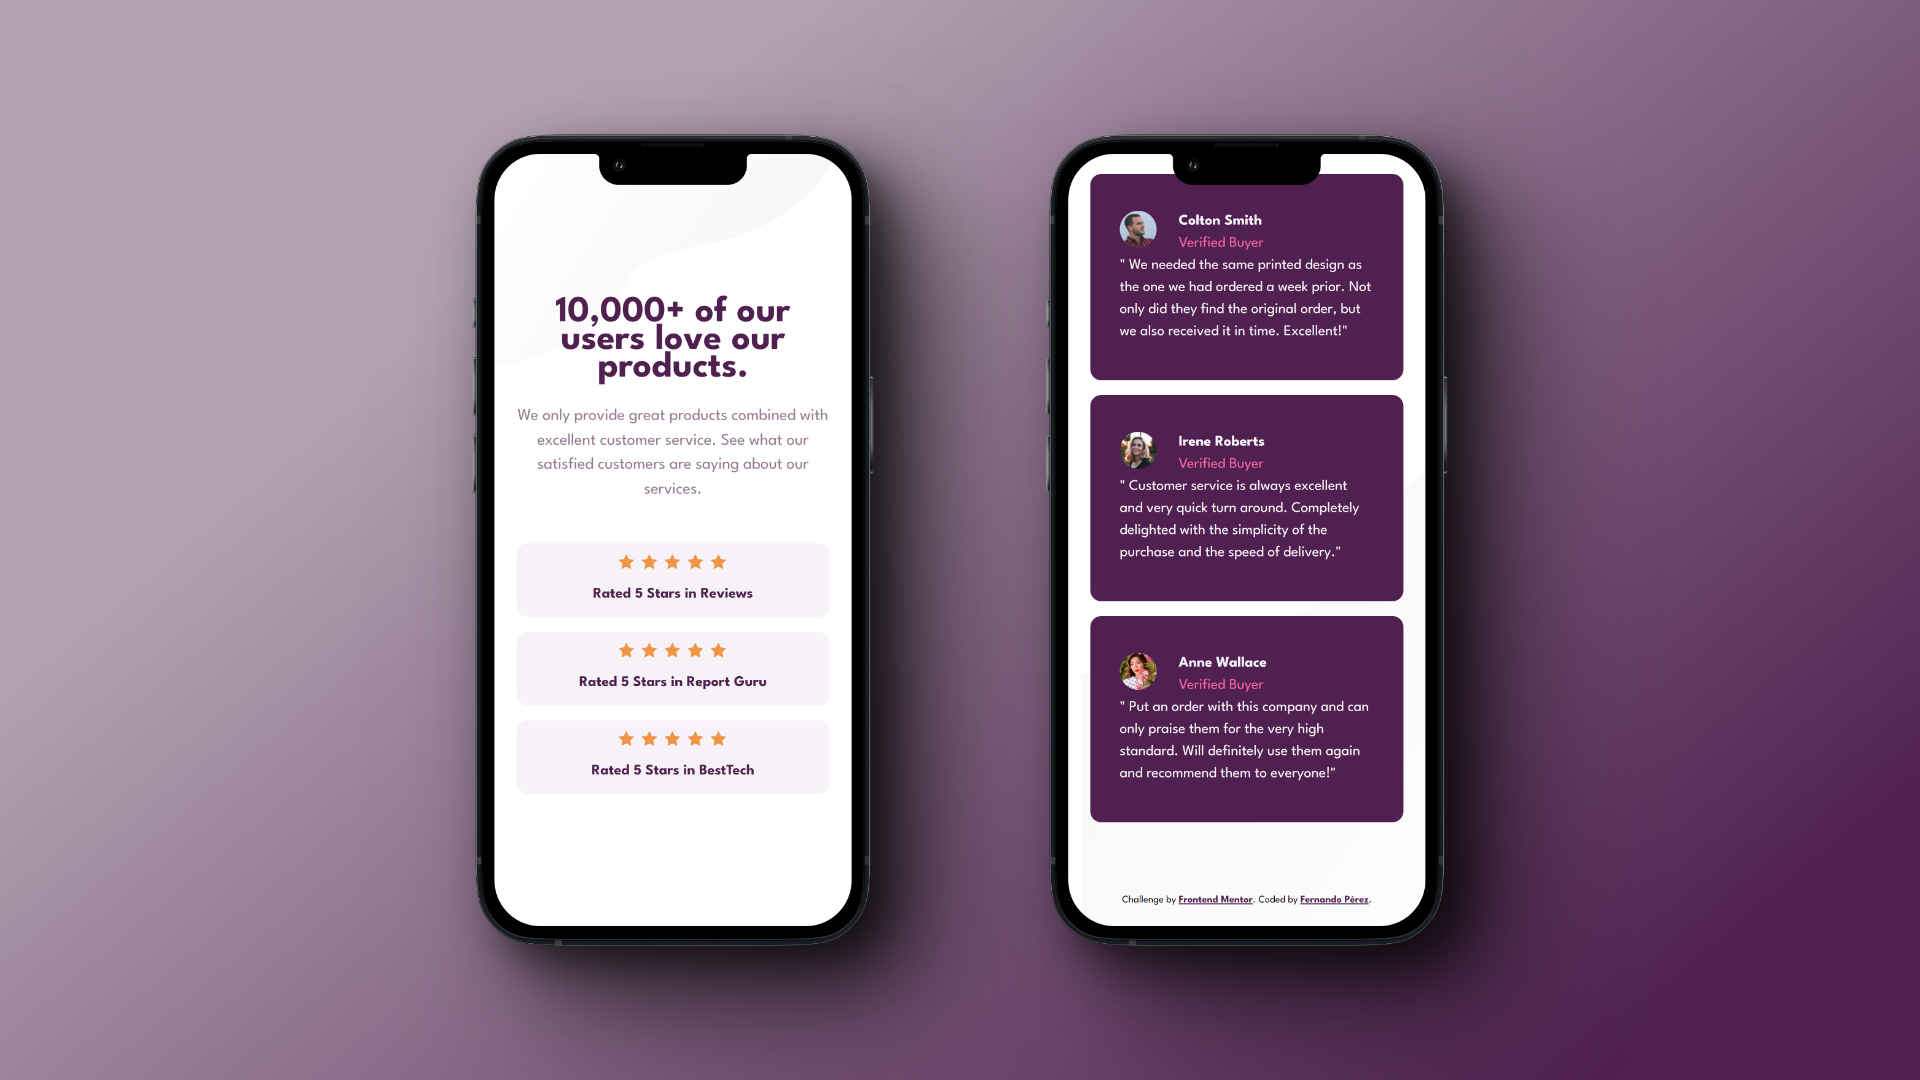 10,000+ of our
users love our
products.
We only provide great products combined with
excellent customer service. See what our
satisfied customers are saying about our
services.
Rated 5 Stars in Reviews
Rated 5 Stars in Report Guru
Rated 5 Stars in BestTech
Colton Smith
Verified Buyer
" We needed the same printed design as
the one we had ordered a week prior. Not
only did they find the original order, but
we also received it in time. Excellent!"
Irene Roberts
Verified Buyer
" Customer service is always excellent
and very quick turn around. Completely
delighted with the simplicity of the
purchase and the speed of delivery."
Anne Wallace
Verified Buyer
" Put an order with this company and can
only praise them for the very high
standard. Will definitely use them again
and recommend them to everyone!"
Challenge by Frontend Mentor. Coded by Fernando Pérez.